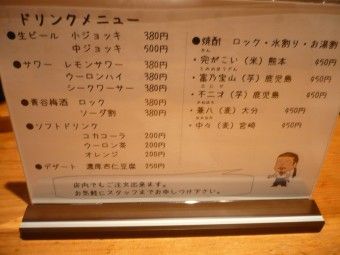 ドリンクメニュー
●生ビール 小ジョッキ 380円
中ジョッキ 500円
●サワー レモンサワー 380円
ウーロンハイ 380円
シークワーサー 380円
●青谷梅酒 ロック 380円
ソーダ割 380円
●ソフトドリンク
コカコーラ 200円
ウーロン茶 200円
オレンジ 200円
●デザート 濃厚杏仁豆腐 250円
●焼酎 ロック・水割り・お湯割
・兜がこい(米)熊本 450円
・富乃宝山(芋)鹿児島 450円
・不二才(芋)鹿児島 450円
・兼八(麦)大分 450円
・中々(麦)宮崎 450円
店内でもご注文出来ます。
お気軽にスタッフまでお申しつけ下さい。